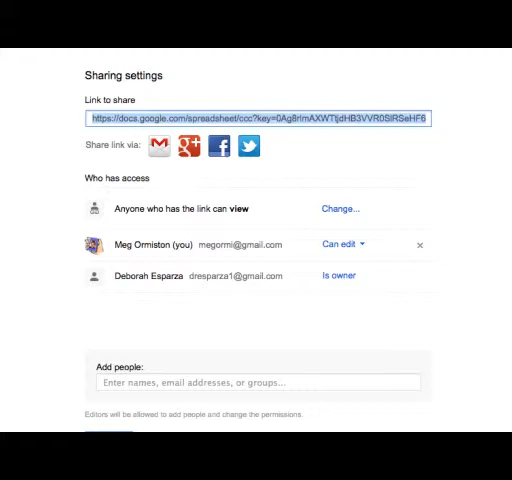 Sharing settings
Link to share
https://docs.google.com/spreadsheet/ccc?key=0Ag8rimAXWTtjdHB3VVR0SlRSeHF6
Share link via:
Who has access
Anyone who has the link can view Change...
Meg Ormiston (you) megormi@gmail.com Can edit
Deborah Esparza dresparza1@gmail.com Is owner
Add people:
Enter names, email addresses, or groups...
Editors will be allowed to add people and change the permissions.